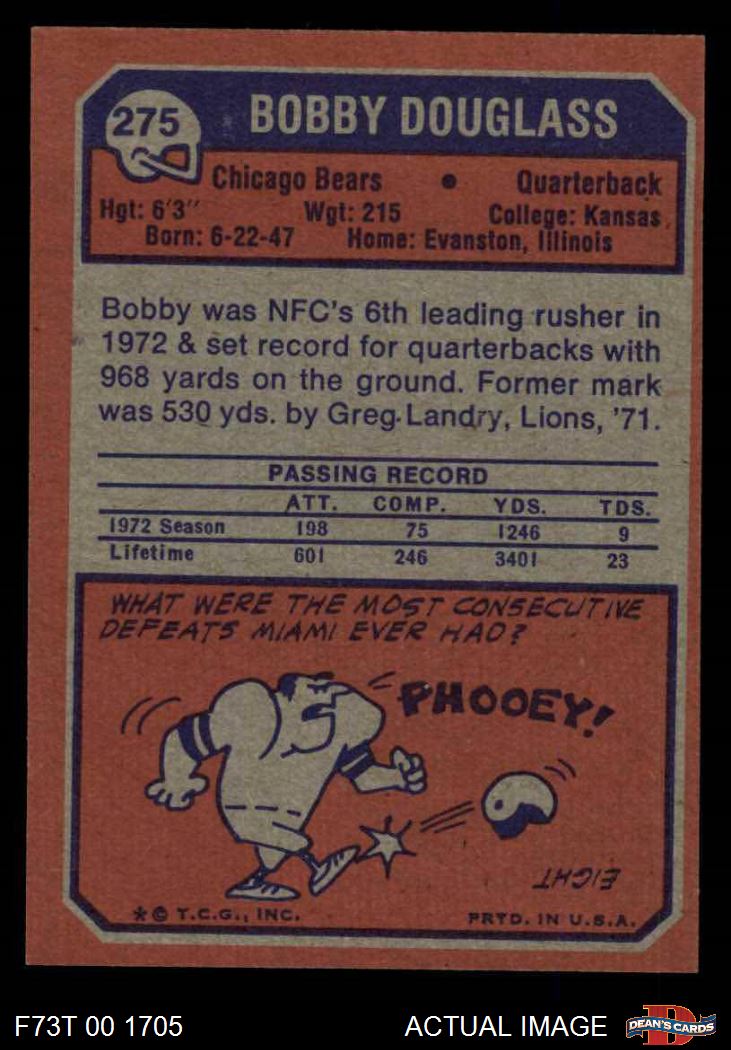 275
BOBBY DOUGLASS
Chicago Bears • Quarterback
Hgt: 6'3" Wgt: 215 College: Kansas
Born: 6-22-47 Home: Evanston, Illinois
Bobby was NFC's 6th leading rusher in
1972 & set record for quarterbacks with
968 yards on the ground. Former mark
was 530 yds. by Greg Landry, Lions, '71.
PASSING RECORD
ATT. COMP. YDS. TDS.
1972 Season 198 75 1246 9
Lifetime 601 246 3401 23
WHAT WERE THE MOST CONSECUTIVE
DEFEATS MIAMI EVER HAD?
PHOOEY!
EIGHT
* © T.C.G., INC. PRTD. IN U.S.A.
F73T 00 1705 ACTUAL IMAGE
D
DEAN'S CARDS